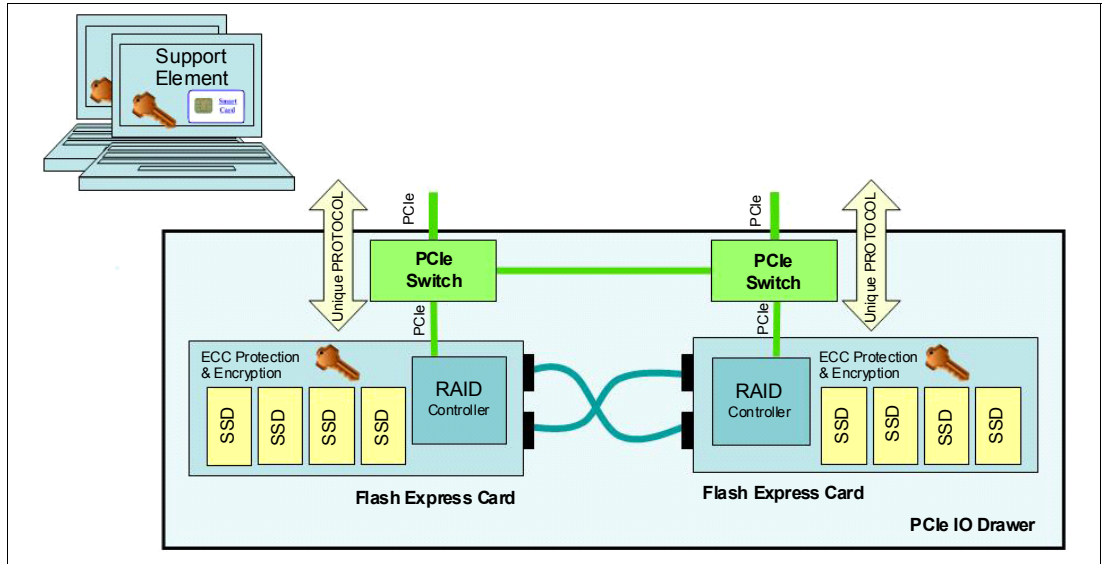 Support
Element
Smart
Card
Unique PROTOCOL
PCIe
PCIe
Unique PROTOCOL
PCIe
Switch
PCIe
Switch
PCIe
PCIe
ECC Protection
& Encryption
SSD
SSD
SSD
SSD
RAID
Controller
RAID
Controller
ECC Protection
& Encryption
SSD
SSD
SSD
SSD
Flash Express Card
Flash Express Card
PCIe IO Drawer